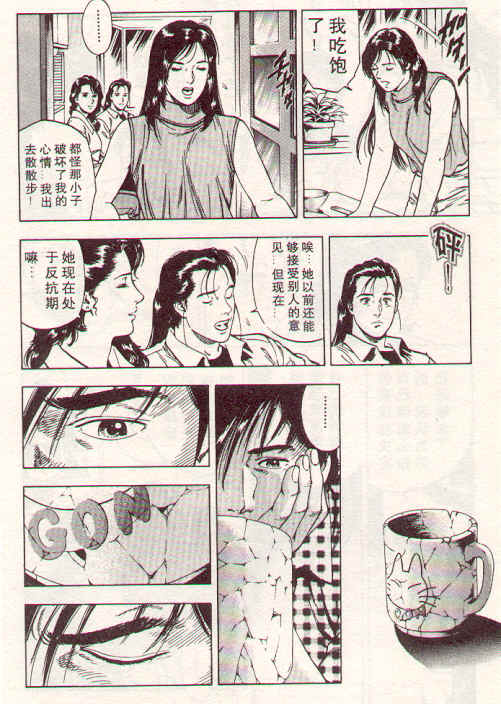 我吃饱
了！
………
都怪那小子
破坏了我的
心情…我出
去散散步！
砰！
唉…她以前还能
够接受别人的意
见…但现在…
她现在处
于反抗期
嘛…
………
GON